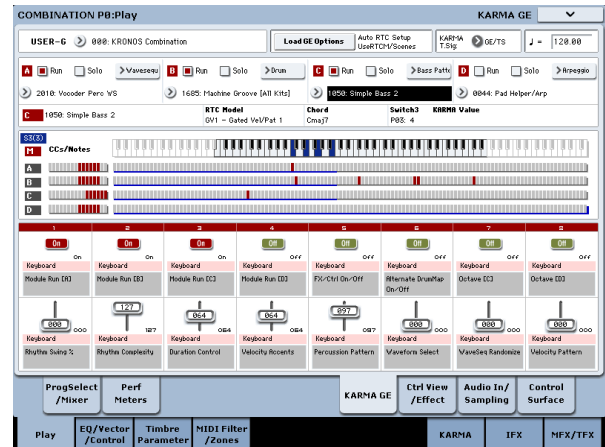 COMBINATION P0:Play KARMA GE
USER-G 000: KRONOS Combination Load GE Options Auto RTC Setup UseRTCM/Scenes KARMA T.Sig: GE/TS ♩ = 120.00
A Run Solo >Waveseque B Run Solo >Drum C Run Solo >Bass Patt D Run Solo >Arpeggio
2010: Vocoder Perc WS 1685: Machine Groove [All Kits] 1050: Simple Bass 2 0044: Pad Helper/Arp
C 1050: Simple Bass 2 RTC Model GV1 - Gated Vel/Pat 1 Chord Cmaj7 Switch3 P03: 4 KARMA Value
S3(3)
M CCs/Notes
A
B
C
D
1 2 3 4 5 6 7 8
On On On Off Off Off Off Off
On On On Off Off Off Off Off
Keyboard Keyboard Keyboard Keyboard Keyboard Keyboard Keyboard Keyboard
Module Run [A] Module Run [B] Module Run [C] Module Run [D] FX/Ctrl On/Off Alternate DrumMap On/Off Octave [C] Octave [D]
000 127 064 064 097 000 000 000
000 127 064 064 097 000 000 000
Keyboard Keyboard Keyboard Keyboard Keyboard Keyboard Keyboard Keyboard
Rhythm Swing % Rhythm Complexity Duration Control Velocity Accents Percussion Pattern Waveform Select WaveSeq Randomize Velocity Pattern
ProgSelect /Mixer Perf Meters KARMA GE Ctrl View /Effect Audio In/ Sampling Control Surface
Play EQ/Vector /Control Timbre Parameter MIDI Filter /Zones KARMA IFX MFX/TFX